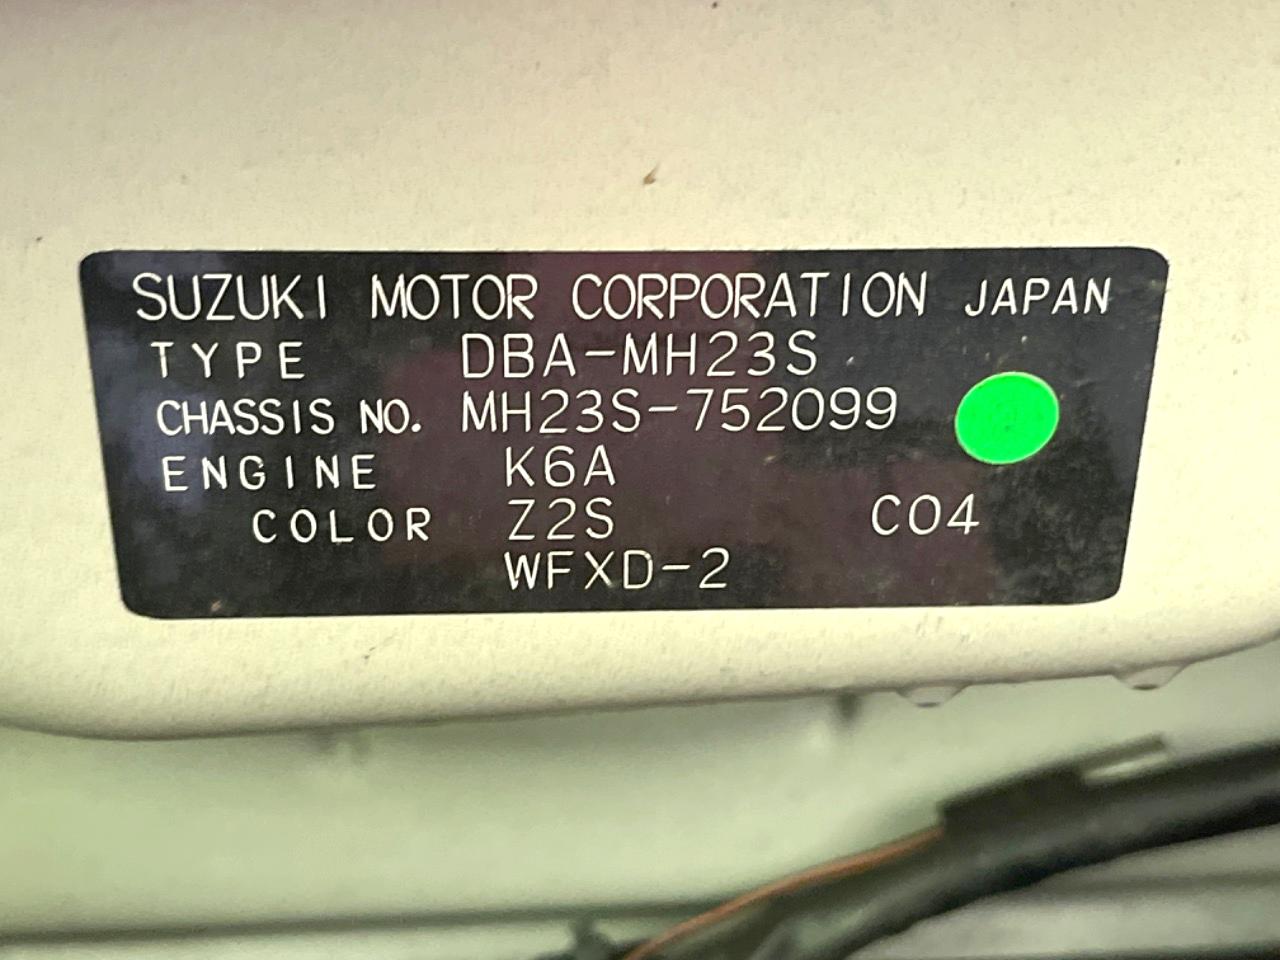 SUZUKI MOTOR CORPORATION JAPAN
TYPE DBA-MH23S
CHASSIS NO. MH23S-752099
ENGINE K6A
COLOR Z2S C04
WFXD-2